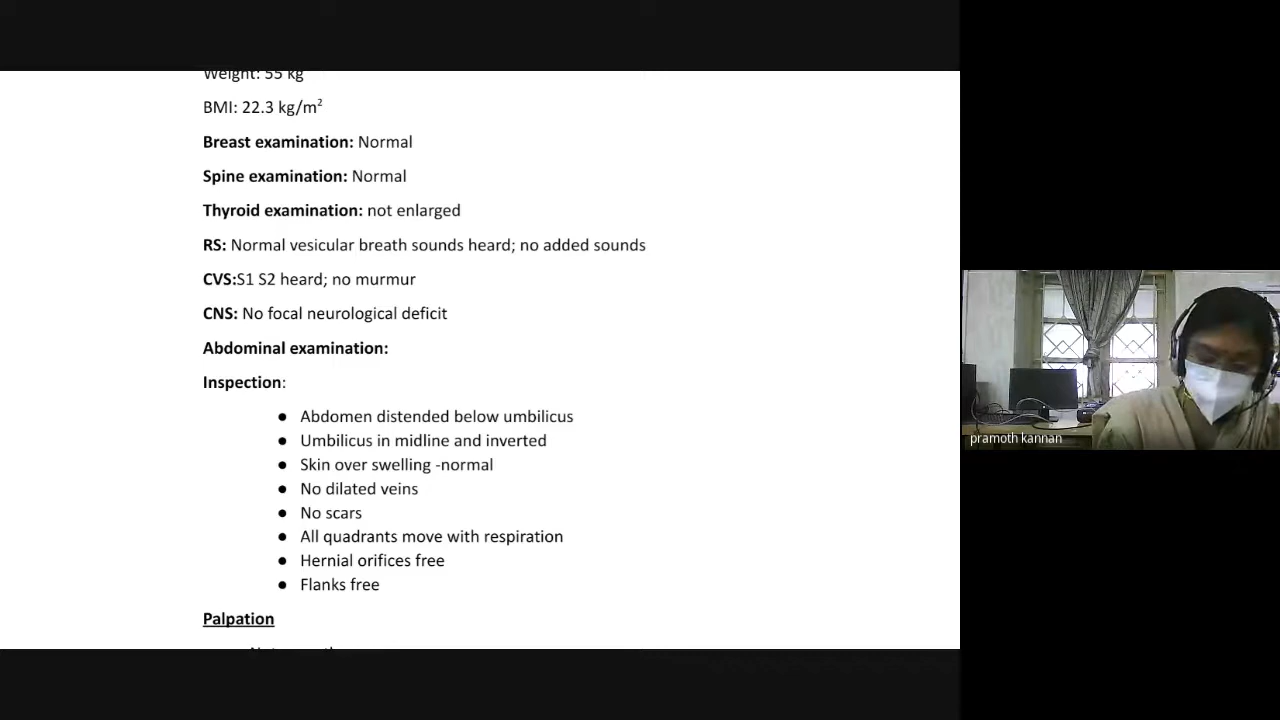 Weight: 55 kg
BMI: 22.3 kg/m²
Breast examination: Normal
Spine examination: Normal
Thyroid examination: not enlarged
RS: Normal vesicular breath sounds heard; no added sounds
CVS:S1 S2 heard; no murmur
CNS: No focal neurological deficit
Abdominal examination:
Inspection:
● Abdomen distended below umbilicus
● Umbilicus in midline and inverted
● Skin over swelling -normal
● No dilated veins
● No scars
● All quadrants move with respiration
● Hernial orifices free
● Flanks free
Palpation
pramoth kannan